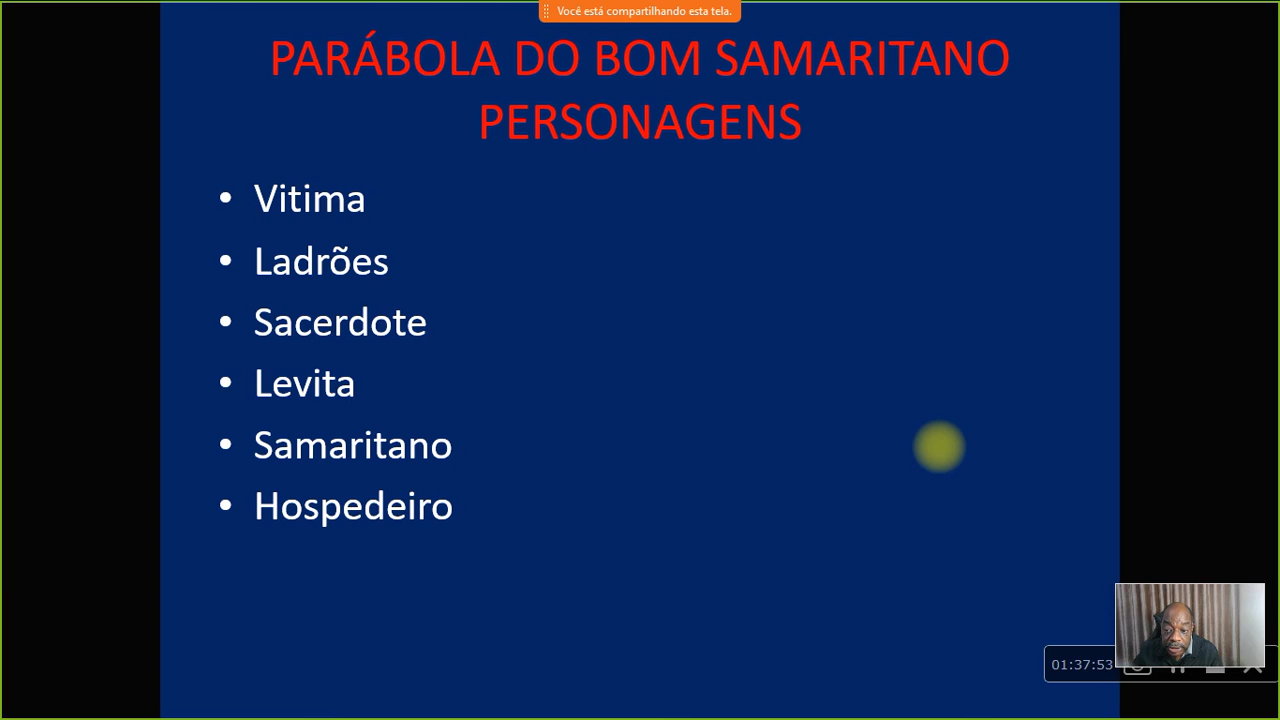 Você está compartilhando esta tela.
PARÁBOLA DO BOM SAMARITANO
PERSONAGENS
• Vitima
• Ladrões
• Sacerdote
• Levita
• Samaritano
• Hospedeiro
01:37:53